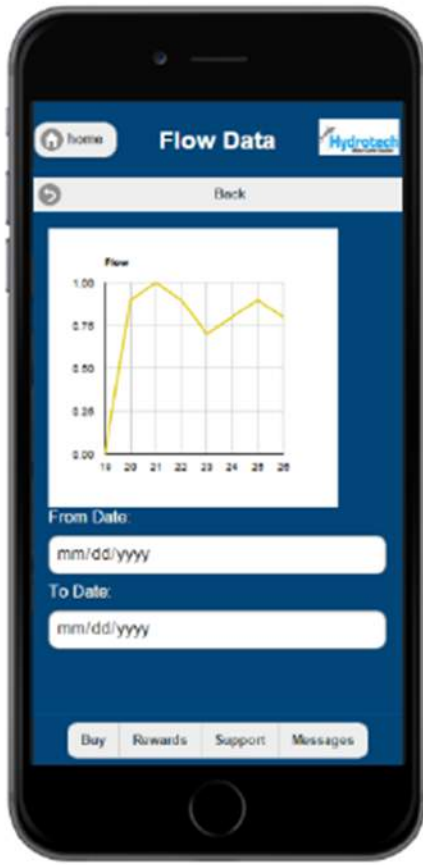 home
Flow Data
Hydrotech
Back
Flow
1.00
0.75
0.50
0.25
0.00
19 20 21 22 23 24 25 26
From Date:
mm/dd/yyyy
To Date:
mm/dd/yyyy
Buy Rewards Support Messages